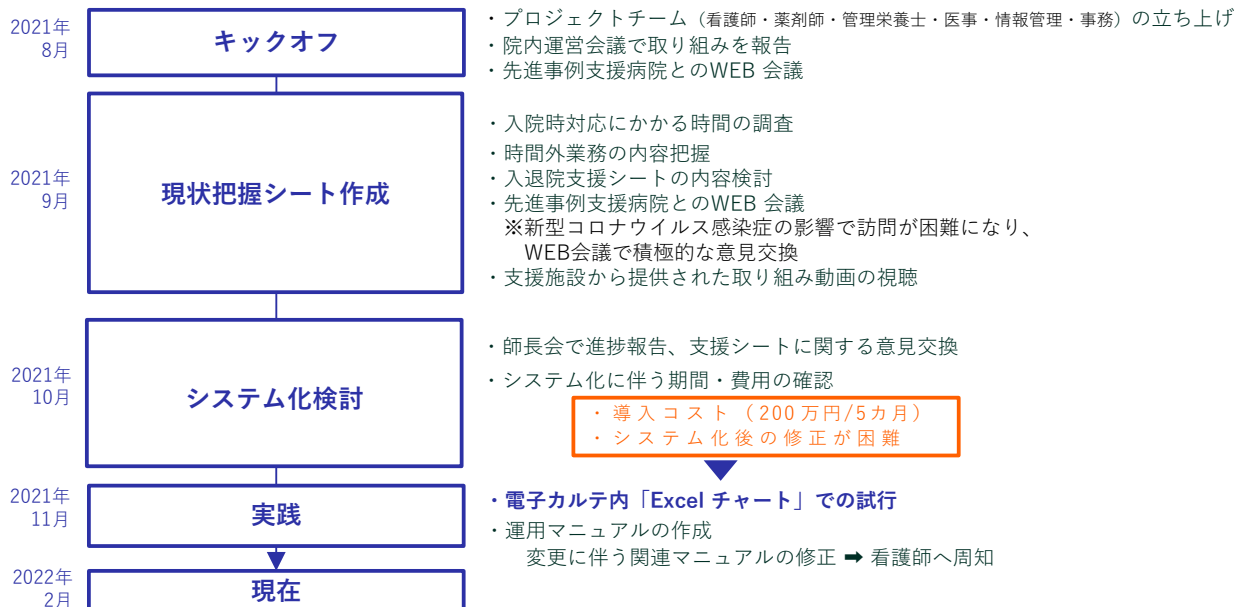 2021年
8月
キックオフ
・プロジェクトチーム（看護師・薬剤師・管理栄養士・医事・情報管理・事務）の立ち上げ
・院内運営会議で取り組みを報告
・先進事例支援病院とのWEB 会議
2021年
9月
現状把握シート作成
・入院時対応にかかる時間の調査
・時間外業務の内容把握
・入退院支援シートの内容検討
・先進事例支援病院とのWEB 会議
※新型コロナウイルス感染症の影響で訪問が困難になり、
WEB会議で積極的な意見交換
・支援施設から提供された取り組み動画の視聴
2021年
10月
システム化検討
・師長会で進捗報告、支援シートに関する意見交換
・システム化に伴う期間・費用の確認
・導入コスト（200万円/5カ月）
・システム化後の修正が困難
2021年
11月
実践
・電子カルテ内「Excel チャート」での試行
・運用マニュアルの作成
変更に伴う関連マニュアルの修正 ➡ 看護師へ周知
2022年
2月
現在